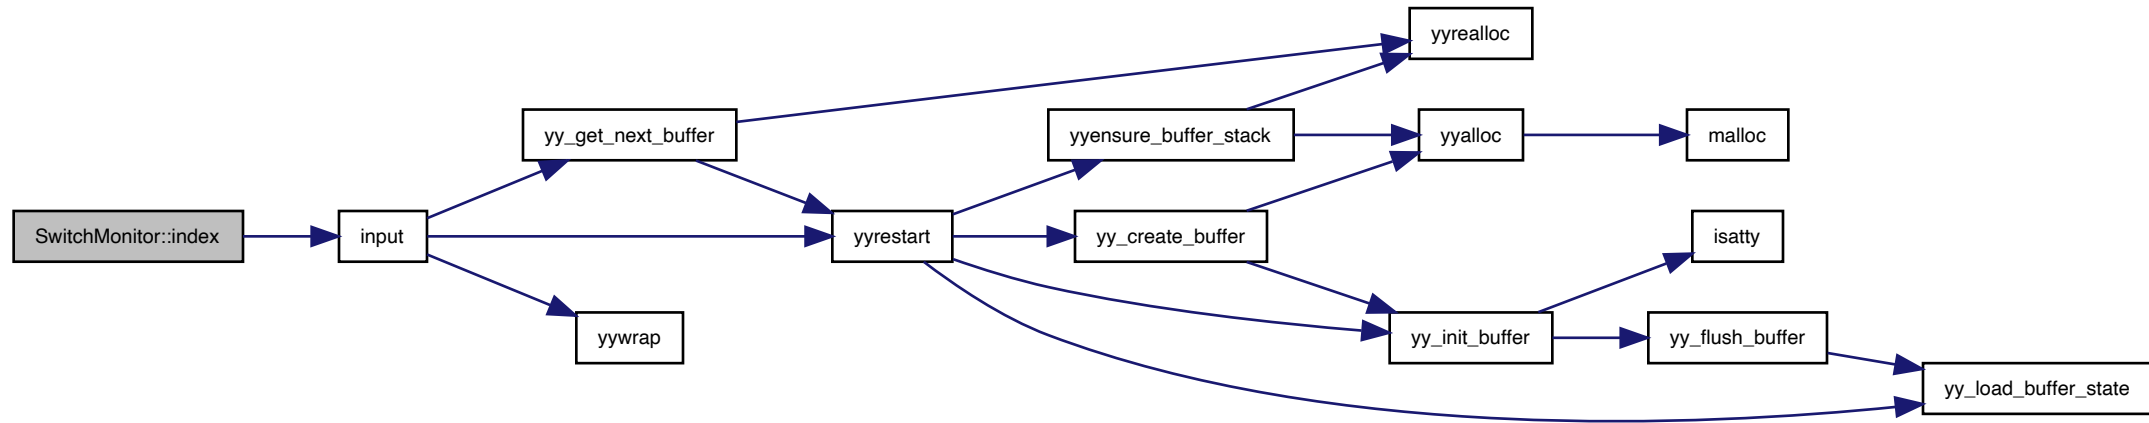 yyrealloc
yy_get_next_buffer
yyensure_buffer_stack
yyalloc
malloc
SwitchMonitor::index
input
yyrestart
yy_create_buffer
isatty
yywrap
yy_init_buffer
yy_flush_buffer
yy_load_buffer_state